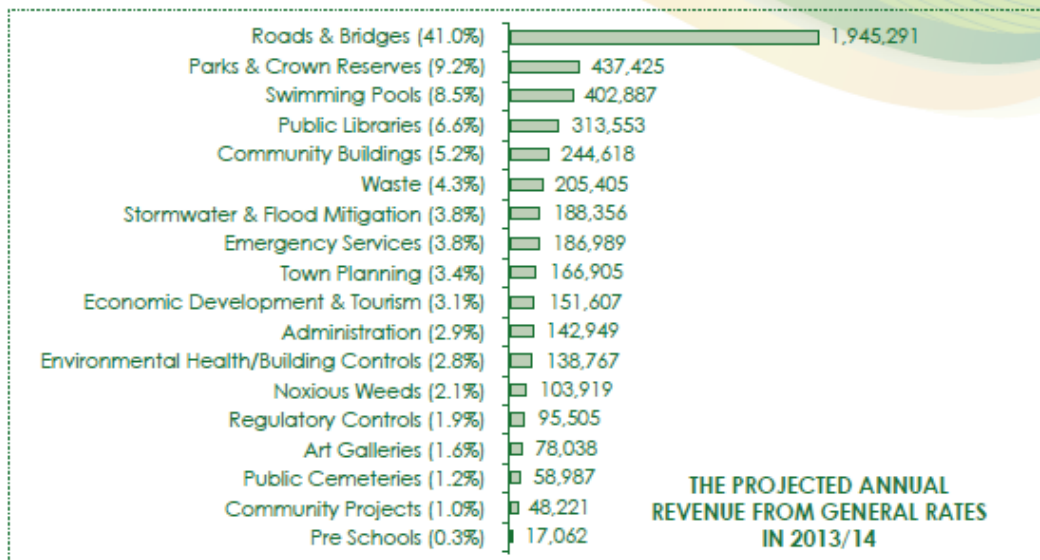 Roads & Bridges (41.0%) 1,945,291
Parks & Crown Reserves (9.2%) 437,425
Swimming Pools (8.5%) 402,887
Public Libraries (6.6%) 313,553
Community Buildings (5.2%) 244,618
Waste (4.3%) 205,405
Stormwater & Flood Mitigation (3.8%) 188,356
Emergency Services (3.8%) 186,989
Town Planning (3.4%) 166,905
Economic Development & Tourism (3.1%) 151,607
Administration (2.9%) 142,949
Environmental Health/Building Controls (2.8%) 138,767
Noxious Weeds (2.1%) 103,919
Regulatory Controls (1.9%) 95,505
Art Galleries (1.6%) 78,038
Public Cemeteries (1.2%) 58,987
Community Projects (1.0%) 48,221
Pre Schools (0.3%) 17,062
THE PROJECTED ANNUAL
REVENUE FROM GENERAL RATES
IN 2013/14